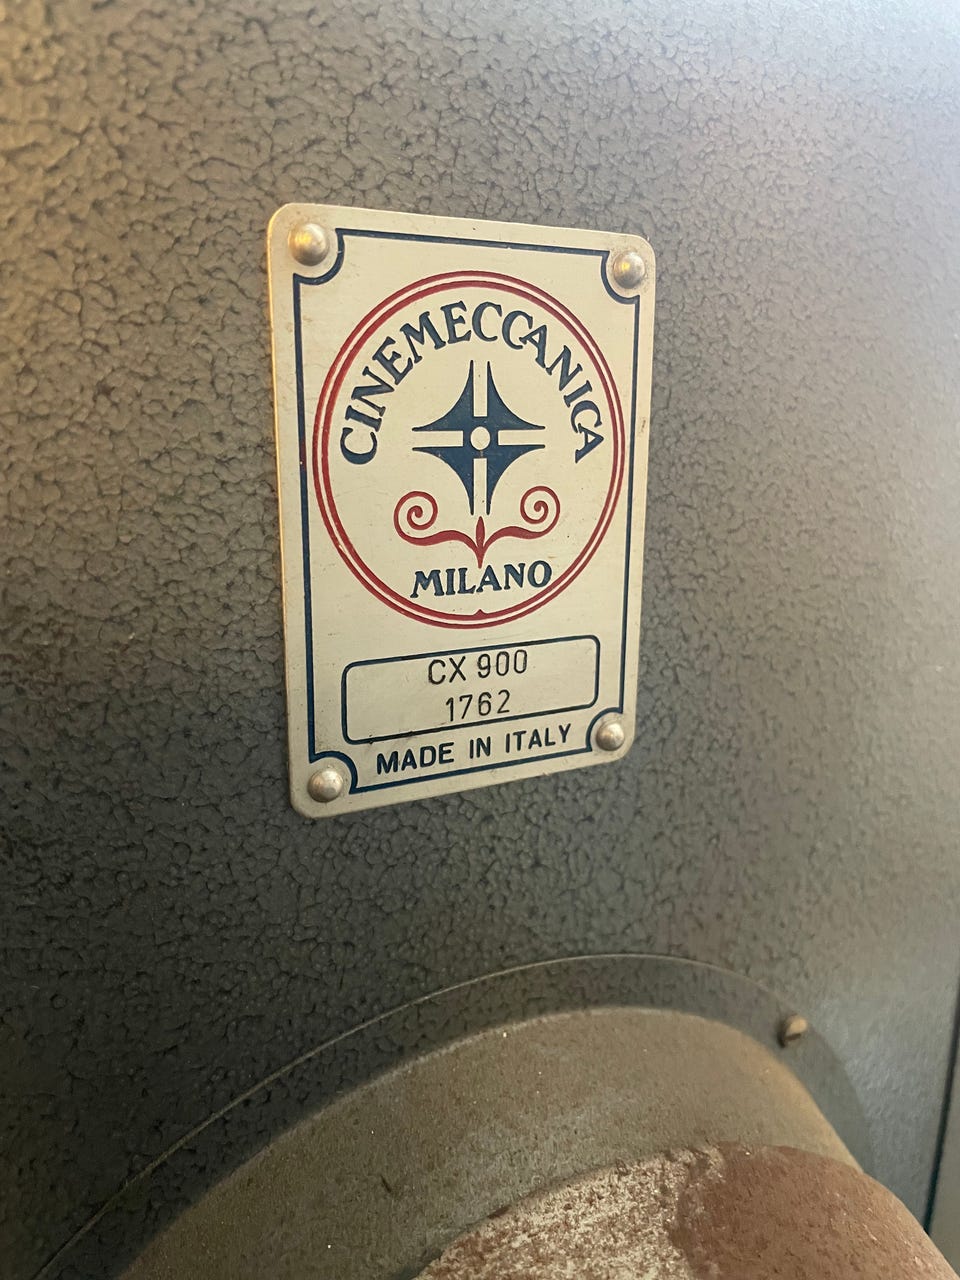 CINEMECCANICA
MILANO
CX 900
1762
MADE IN ITALY